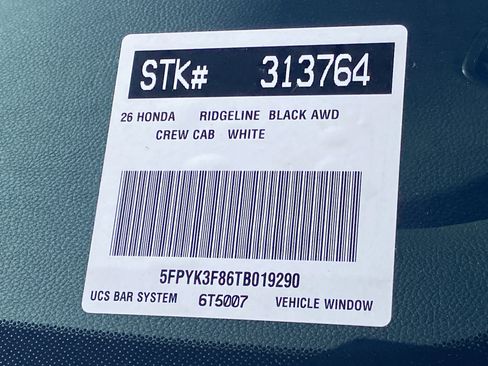 STK# 313764
26 HONDA RIDGELINE BLACK AWD
CREW CAB WHITE
5FPYK3F86TB019290
UCS BAR SYSTEM 6T5007 VEHICLE WINDOW